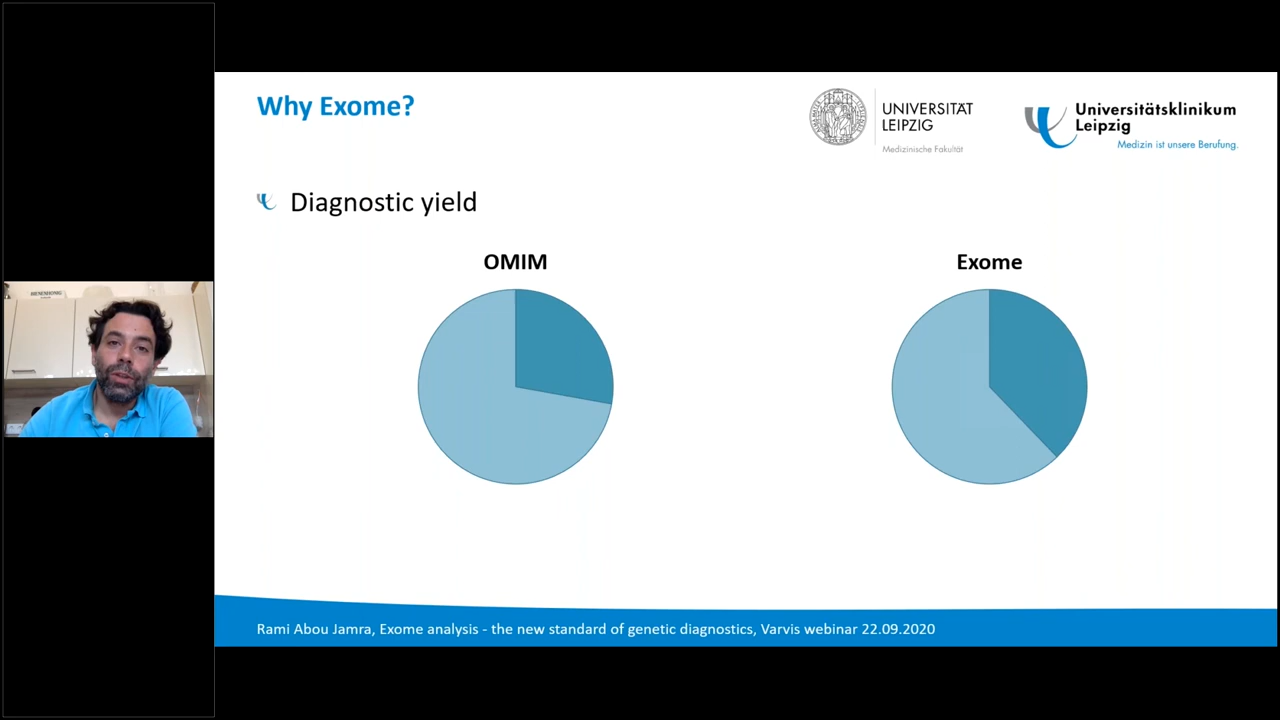 Why Exome?
UNIVERSITÄT
LEIPZIG
Medizinische Fakultät
Universitätsklinikum
Leipzig
Medizin ist unsere Berufung.
Diagnostic yield
OMIM
Exome
Rami Abou Jamra, Exome analysis - the new standard of genetic diagnostics, Varvis webinar 22.09.2020